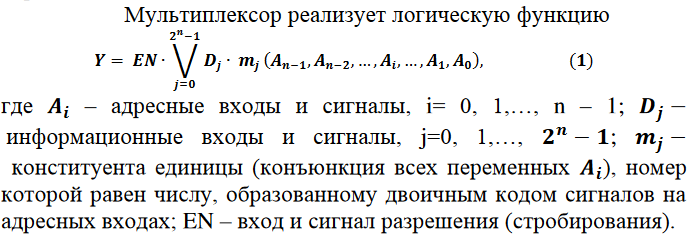 Мультиплексор реализует логическую функцию
2ⁿ−1
Y = EN · ⋁ Dⱼ · mⱼ (Aₙ₋₁, Aₙ₋₂, …, Aᵢ, …, A₁, A₀), (1)
j=0
где Aᵢ – адресные входы и сигналы, i= 0, 1,…, n – 1; Dⱼ –
информационные входы и сигналы, j=0, 1,…, 2ⁿ − 1; mⱼ–
конституента единицы (конъюнкция всех переменных Aᵢ), номер
которой равен числу, образованному двоичным кодом сигналов на
адресных входах; EN – вход и сигнал разрешения (стробирования).